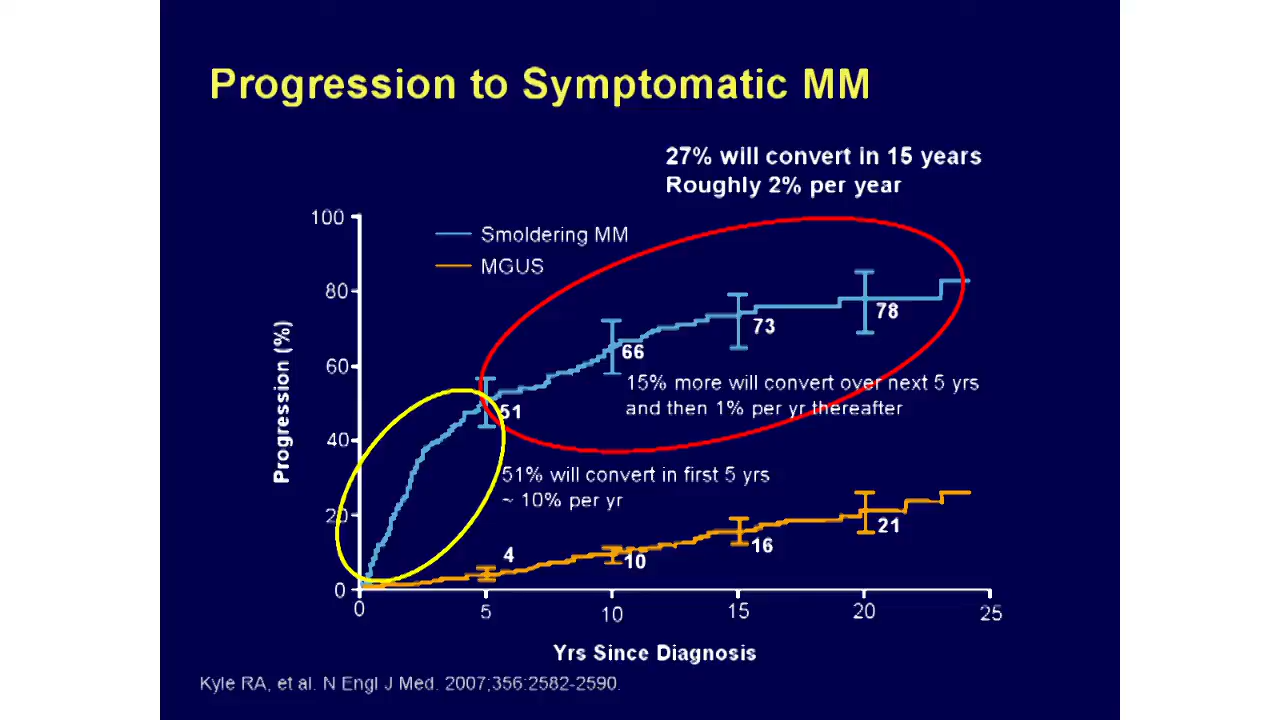 Progression to Symptomatic MM
27% will convert in 15 years
Roughly 2% per year
Smoldering MM
MGUS
Progression (%)
100
80
60
40
20
0
51
66
73
78
15% more will convert over next 5 yrs
and then 1% per yr thereafter
51% will convert in first 5 yrs
~ 10% per yr
4
10
16
21
0
5
10
15
20
25
Yrs Since Diagnosis
Kyle RA, et al. N Engl J Med. 2007;356:2582-2590.